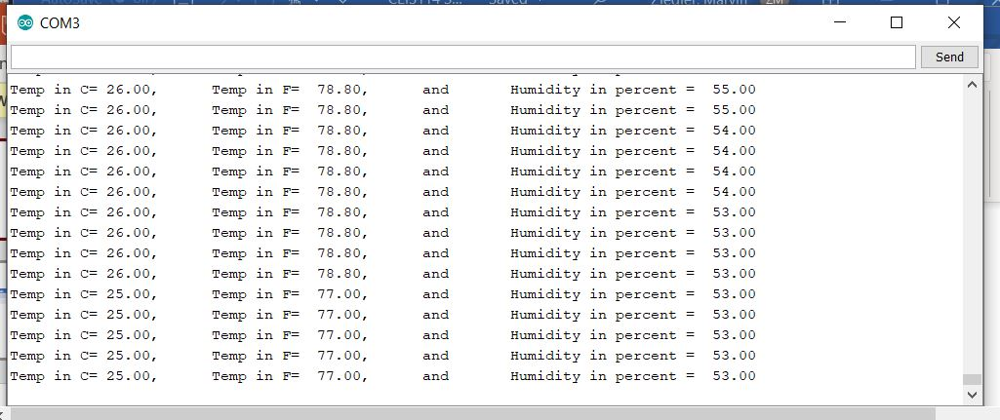 COM3
Send
Temp in C= 26.00, Temp in F= 78.80, and Humidity in percent = 55.00
Temp in C= 26.00, Temp in F= 78.80, and Humidity in percent = 55.00
Temp in C= 26.00, Temp in F= 78.80, and Humidity in percent = 54.00
Temp in C= 26.00, Temp in F= 78.80, and Humidity in percent = 54.00
Temp in C= 26.00, Temp in F= 78.80, and Humidity in percent = 54.00
Temp in C= 26.00, Temp in F= 78.80, and Humidity in percent = 54.00
Temp in C= 26.00, Temp in F= 78.80, and Humidity in percent = 53.00
Temp in C= 26.00, Temp in F= 78.80, and Humidity in percent = 53.00
Temp in C= 26.00, Temp in F= 78.80, and Humidity in percent = 53.00
Temp in C= 26.00, Temp in F= 78.80, and Humidity in percent = 53.00
Temp in C= 25.00, Temp in F= 77.00, and Humidity in percent = 53.00
Temp in C= 25.00, Temp in F= 77.00, and Humidity in percent = 53.00
Temp in C= 25.00, Temp in F= 77.00, and Humidity in percent = 53.00
Temp in C= 25.00, Temp in F= 77.00, and Humidity in percent = 53.00
Temp in C= 25.00, Temp in F= 77.00, and Humidity in percent = 53.00